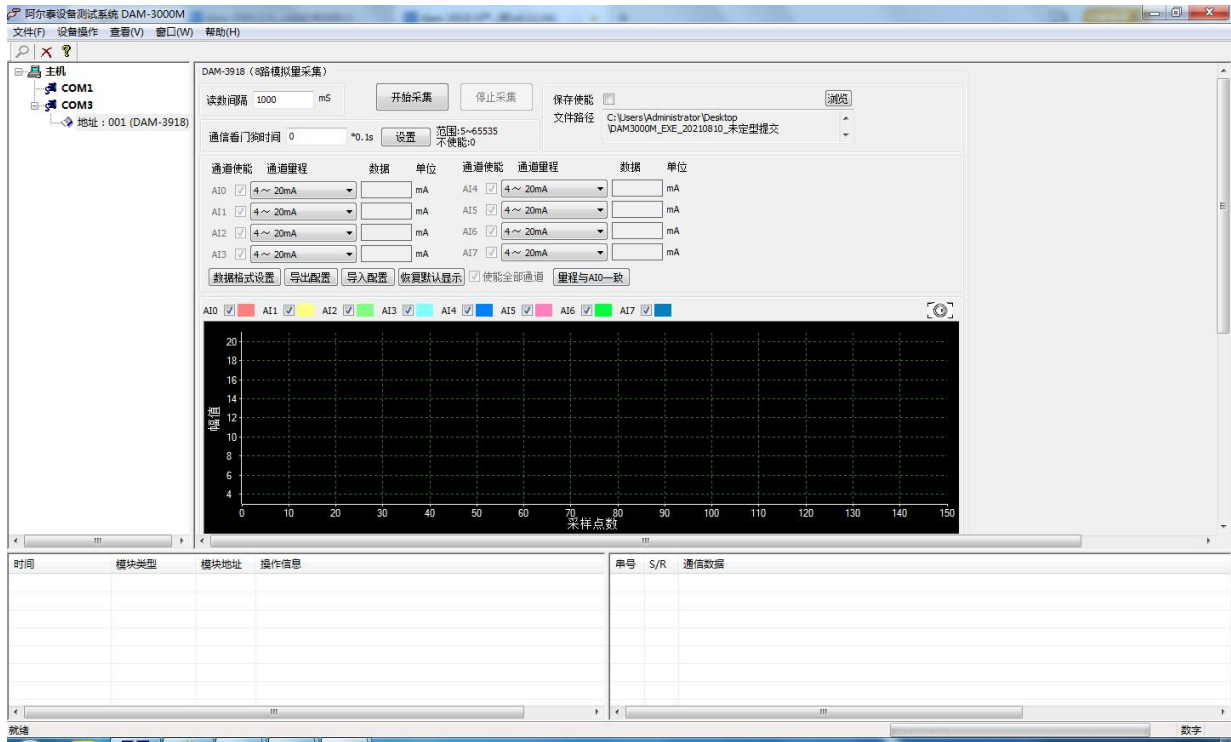 阿尔泰设备测试系统 DAM-3000M
文件(F) 设备操作 查看(V) 窗口(W) 帮助(H)
主机
COM1
COM3
地址：001 (DAM-3918)
DAM-3918（8路模拟量采集）
读数间隔 1000 mS 开始采集 停止采集 保存使能 浏览
文件路径 C:\Users\Administrator\Desktop
\DAM3000M_EXE_20210810_未定型提交
通信看门狗时间 0 *0.1s 设置 范围:5~65535
不使能:0
通道使能 通道里程 数据 单位 通道使能 通道里程 数据 单位
AI0 4～ 20mA mA AI4 4～ 20mA mA
AI1 4～ 20mA mA AI5 4～ 20mA mA
AI2 4～ 20mA mA AI6 4～ 20mA mA
AI3 4～ 20mA mA AI7 4～ 20mA mA
数据格式设置 导出配置 导入配置 恢复默认显示 使能全部通道 里程与AI0一致
AI0 AI1 AI2 AI3 AI4 AI5 AI6 AI7
20
18
16
14
12
10
8
6
4
幅值
0 10 20 30 40 50 60 70 80 90 100 110 120 130 140 150
采样点数
时间 模块类型 模块地址 操作信息 串号 S/R 通信数据
就绪 数字